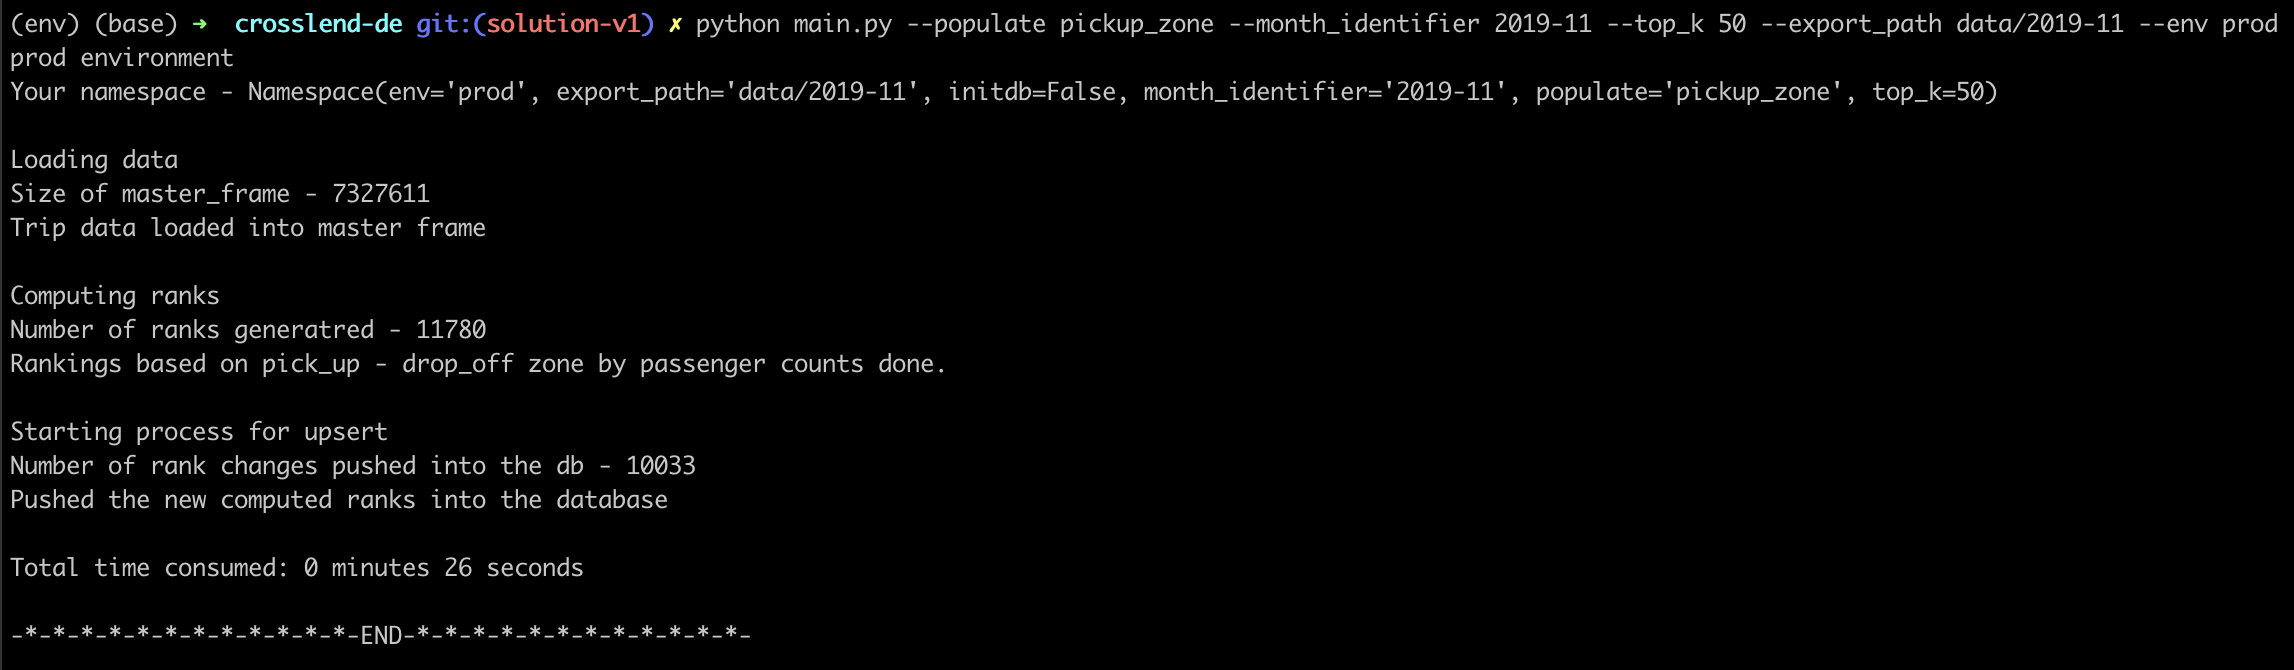 (env) (base) ➜  crosslend-de git:(solution-v1) ✗ python main.py --populate pickup_zone --month_identifier 2019-11 --top_k 50 --export_path data/2019-11 --env prod
prod environment
Your namespace - Namespace(env='prod', export_path='data/2019-11', initdb=False, month_identifier='2019-11', populate='pickup_zone', top_k=50)
Loading data
Size of master_frame - 7327611
Trip data loaded into master frame
Computing ranks
Number of ranks generatred - 11780
Rankings based on pick_up - drop_off zone by passenger counts done.
Starting process for upsert
Number of rank changes pushed into the db - 10033
Pushed the new computed ranks into the database
Total time consumed: 0 minutes 26 seconds
-*-*-*-*-*-*-*-*-*-*-*-*-END-*-*-*-*-*-*-*-*-*-*-*-*-